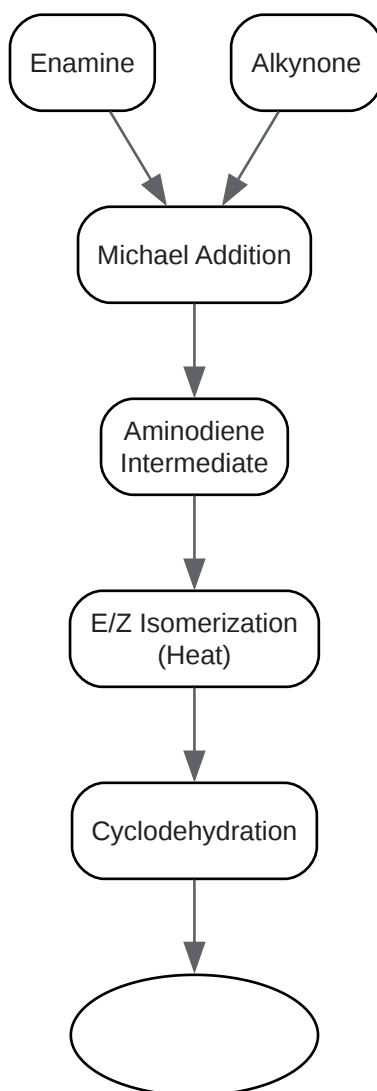 Enamine
Alkynone
Michael Addition
Aminodiene
Intermediate
E/Z Isomerization
(Heat)
Cyclodehydration